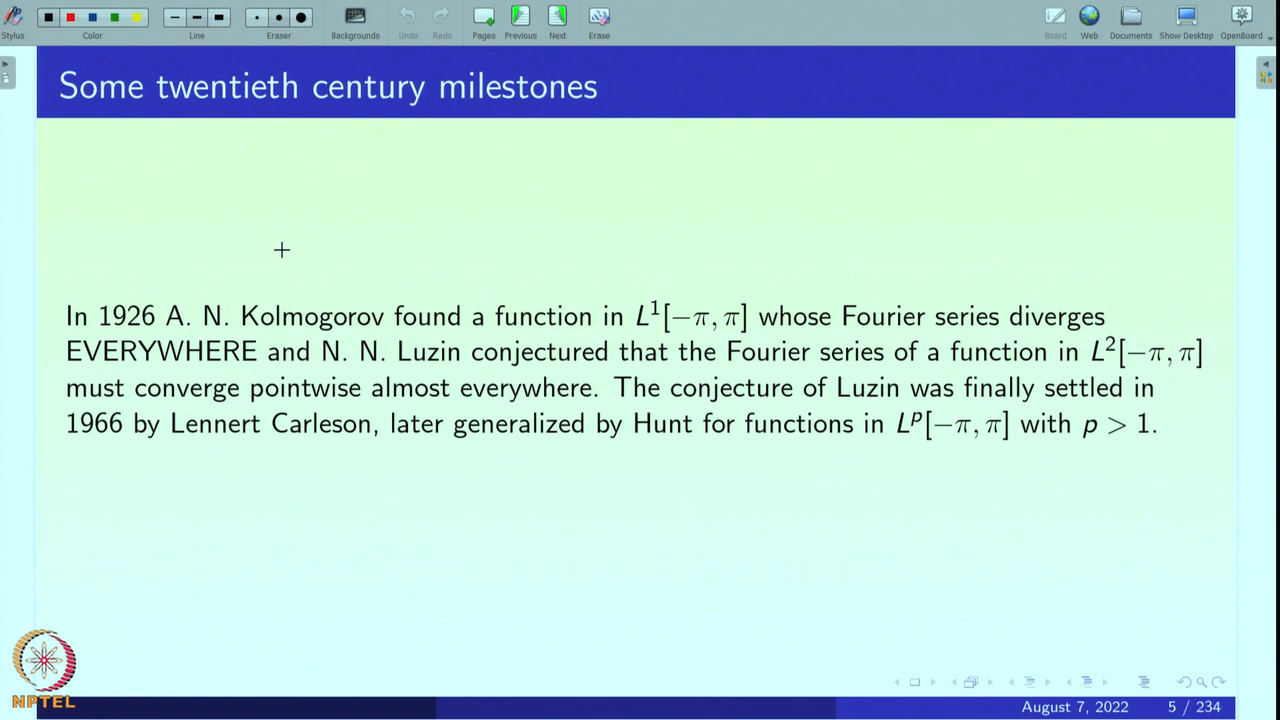 Stylus
Color
Line
Eraser
Backgrounds
Undo
Redo
Pages
Previous
Next
Erase
Board
Web
Documents
Show Desktop
OpenBoard
Some twentieth century milestones
In 1926 A. N. Kolmogorov found a function in L¹[−π, π] whose Fourier series diverges
EVERYWHERE and N. N. Luzin conjectured that the Fourier series of a function in L²[−π, π]
must converge pointwise almost everywhere. The conjecture of Luzin was finally settled in
1966 by Lennert Carleson, later generalized by Hunt for functions in Lᵖ[−π, π] with p > 1.
NPTEL
August 7, 2022 5 / 234